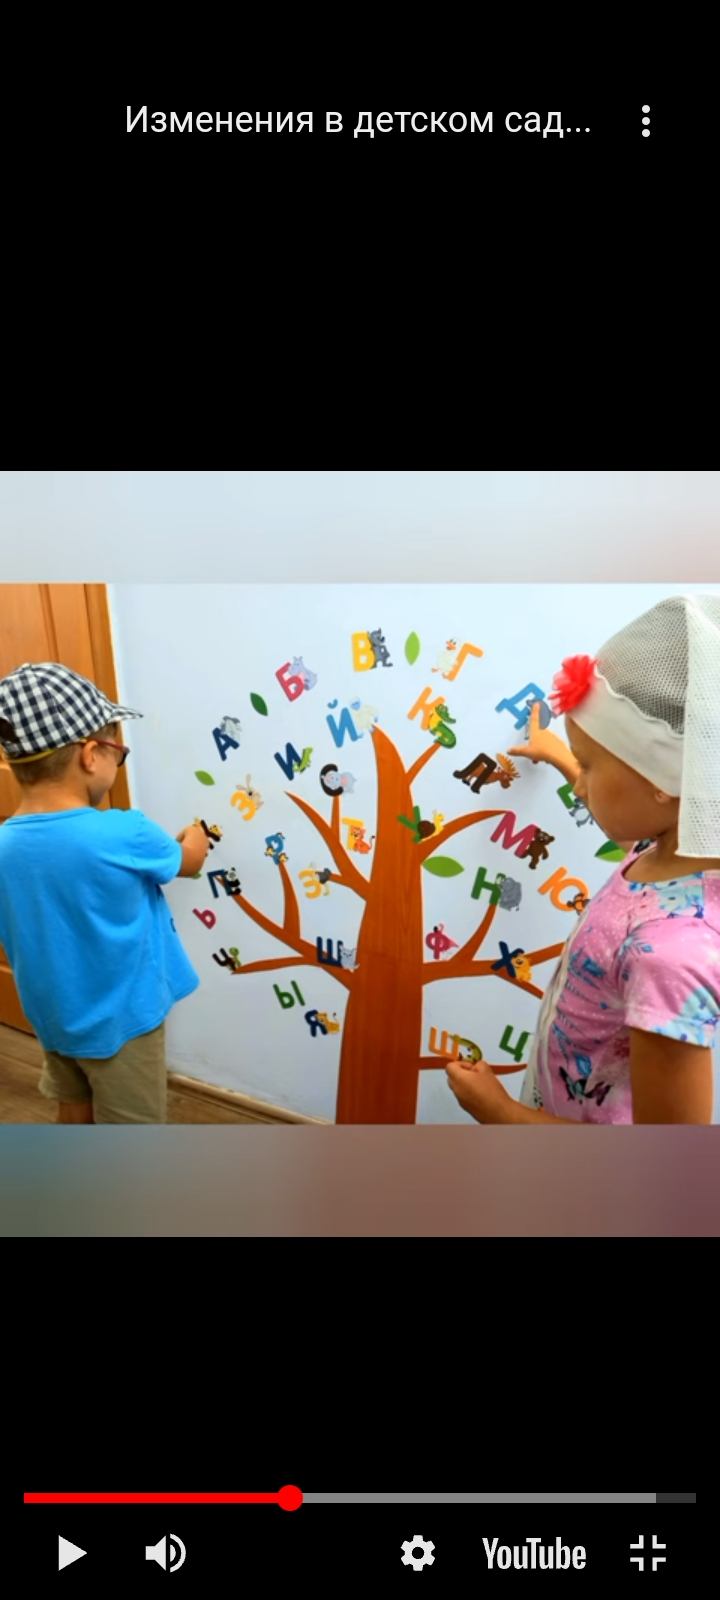 Изменения в детском сад...
В
Г
Б
Д
Й
К
А
И
Л
С
З
Т
У
М
Р
П
Э
Н
Ю
Ь
Ф
Ч
Ш
Х
Ы
Я
Щ
Ц
YouTube